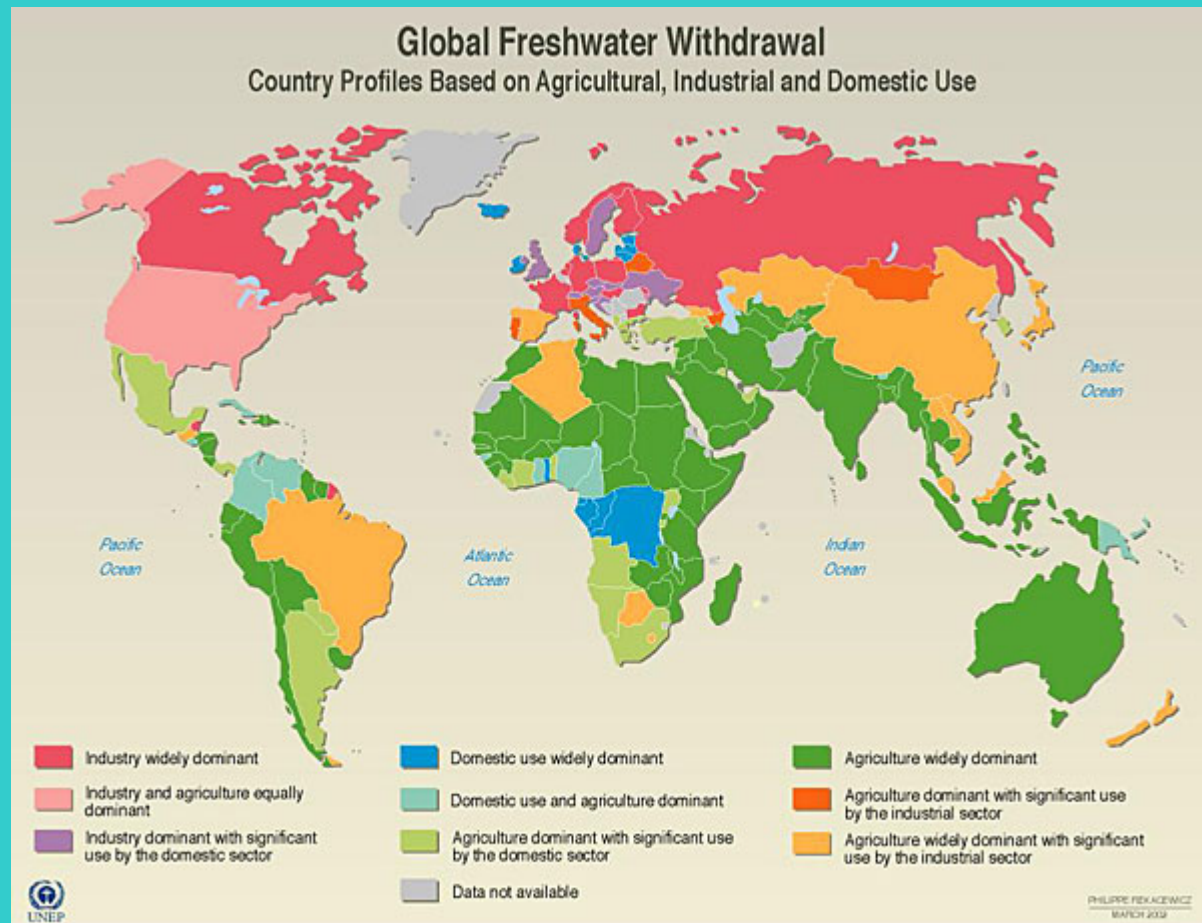 Global Freshwater Withdrawal
Country Profiles Based on Agricultural, Industrial and Domestic Use
Pacific
Ocean
Pacific
Ocean
Atlantic
Ocean
Indian
Ocean
Industry widely dominant
Industry and agriculture equally
dominant
Industry dominant with significant
use by the domestic sector
Domestic use widely dominant
Domestic use and agriculture dominant
Agriculture dominant with significant use
by the domestic sector
Data not available
Agriculture widely dominant
Agriculture dominant with significant use
by the industrial sector
Agriculture widely dominant with significant
use by the industrial sector
UNEP
PHILIPPE REKACEWICZ
MARCH 2002